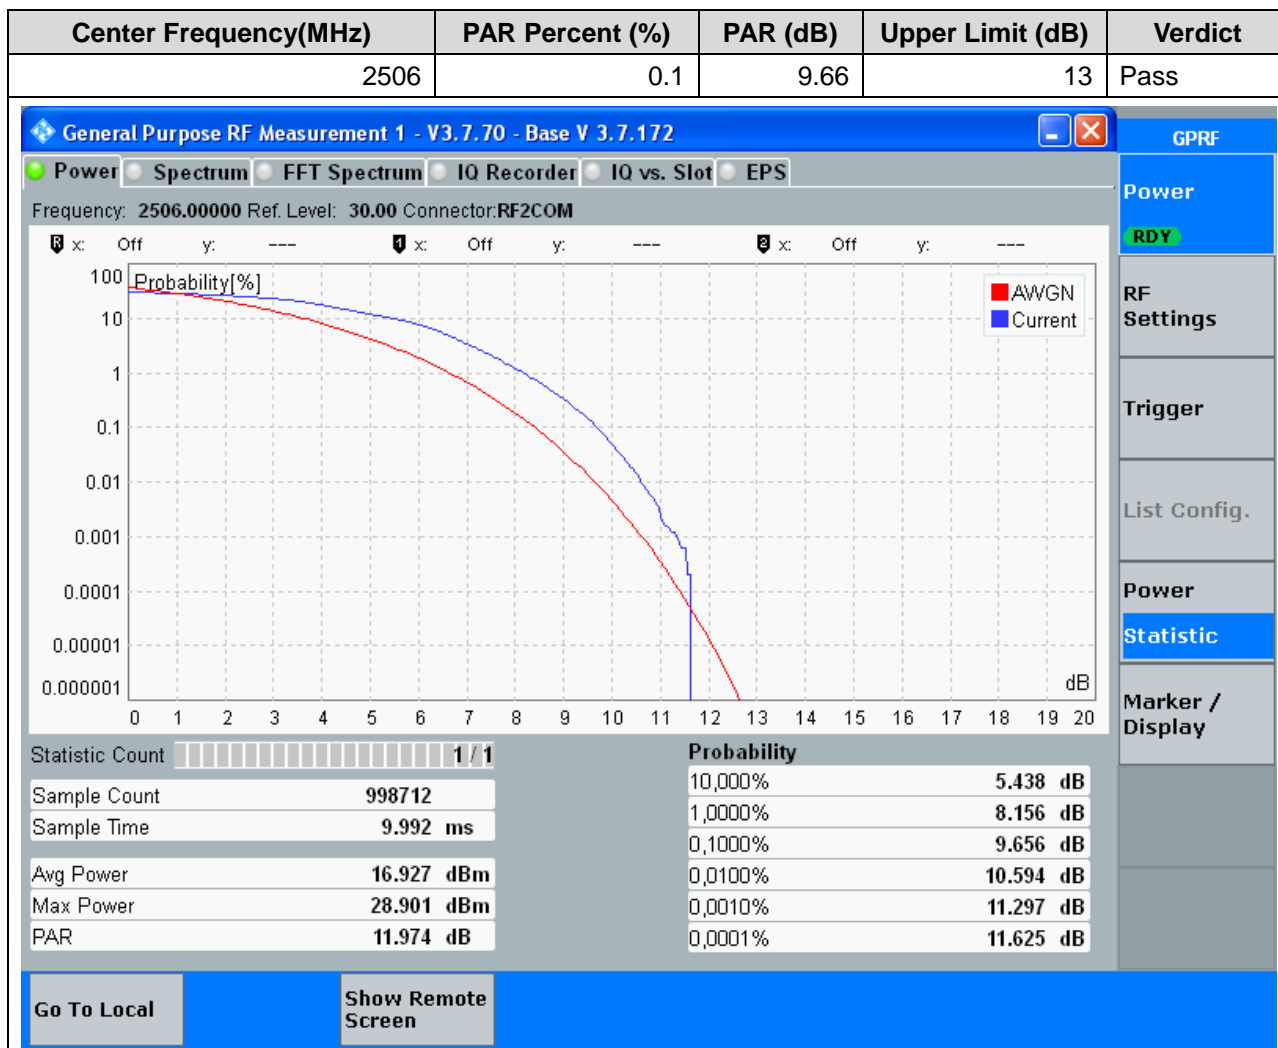 Center Frequency(MHz) PAR Percent (%) PAR (dB) Upper Limit (dB) Verdict
2506 0.1 9.66 13 Pass
General Purpose RF Measurement 1 - V3.7.70 - Base V 3.7.172
GPRF
Power Spectrum FFT Spectrum IQ Recorder IQ vs. Slot EPS
Frequency: 2506.00000 Ref. Level: 30.00 Connector:RF2COM
R x: Off y: --- 1 x: Off y: --- 2 x: Off y: ---
Probability[%]
100
10
1
0.1
0.01
0.001
0.0001
0.00001
0.000001
AWGN
Current
dB
0 1 2 3 4 5 6 7 8 9 10 11 12 13 14 15 16 17 18 19 20
Statistic Count 1 / 1
Sample Count 998712
Sample Time 9.992 ms
Avg Power 16.927 dBm
Max Power 28.901 dBm
PAR 11.974 dB
Probability
10,000% 5.438 dB
1,0000% 8.156 dB
0,1000% 9.656 dB
0,0100% 10.594 dB
0,0010% 11.297 dB
0,0001% 11.625 dB
Power
RDY
RF
Settings
Trigger
List Config.
Power
Statistic
Marker /
Display
Go To Local
Show Remote
Screen